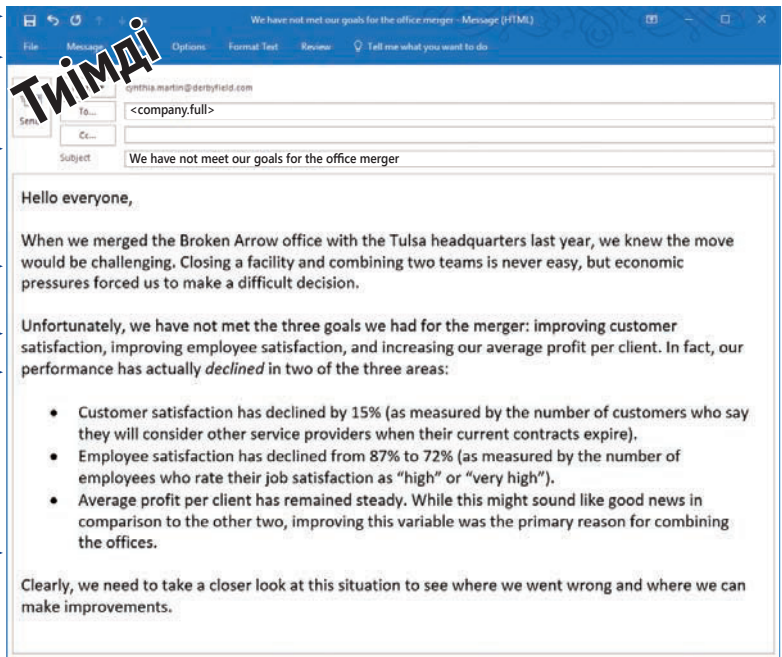 We have not met our goals for the office merger - Message (HTML)
File Message Options Format Text Review Tell me what you want to do
Тиімді
cynthia.martin@derbyfield.com
To... <company.full>
Send
Cc...
Subject We have not meet our goals for the office merger
Hello everyone,
When we merged the Broken Arrow office with the Tulsa headquarters last year, we knew the move
would be challenging. Closing a facility and combining two teams is never easy, but economic
pressures forced us to make a difficult decision.
Unfortunately, we have not met the three goals we had for the merger: improving customer
satisfaction, improving employee satisfaction, and increasing our average profit per client. In fact, our
performance has actually declined in two of the three areas:
• Customer satisfaction has declined by 15% (as measured by the number of customers who say
they will consider other service providers when their current contracts expire).
• Employee satisfaction has declined from 87% to 72% (as measured by the number of
employees who rate their job satisfaction as “high” or “very high”).
• Average profit per client has remained steady. While this might sound like good news in
comparison to the other two, improving this variable was the primary reason for combining
the offices.
Clearly, we need to take a closer look at this situation to see where we went wrong and where we can
make improvements.